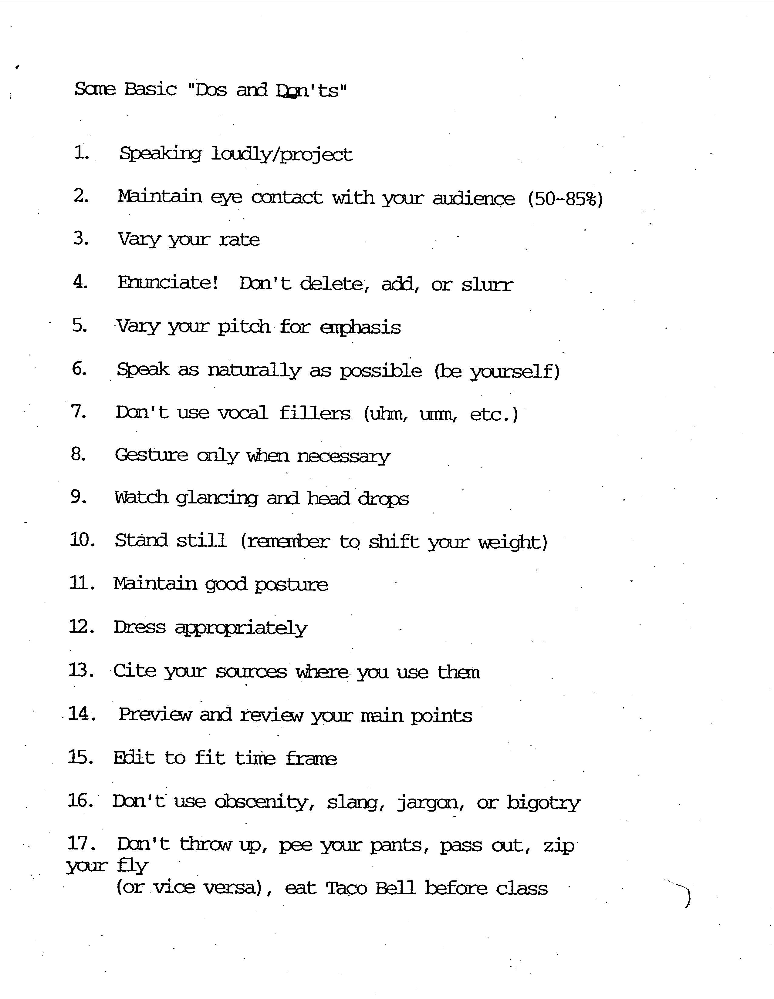 Some Basic "Dos and Don'ts"
1. Speaking loudly/project
2. Maintain eye contact with your audience (50-85%)
3. Vary your rate
4. Enunciate! Don't delete, add, or slurr
5. Vary your pitch for emphasis
6. Speak as naturally as possible (be yourself)
7. Don't use vocal fillers (uhm, umm, etc.)
8. Gesture only when necessary
9. Watch glancing and head drops
10. Stand still (remember to shift your weight)
11. Maintain good posture
12. Dress appropriately
13. Cite your sources where you use them
14. Preview and review your main points
15. Edit to fit time frame
16. Don't use obscenity, slang, jargon, or bigotry
17. Don't throw up, pee your pants, pass out, zip
your fly
(or vice versa), eat Taco Bell before class